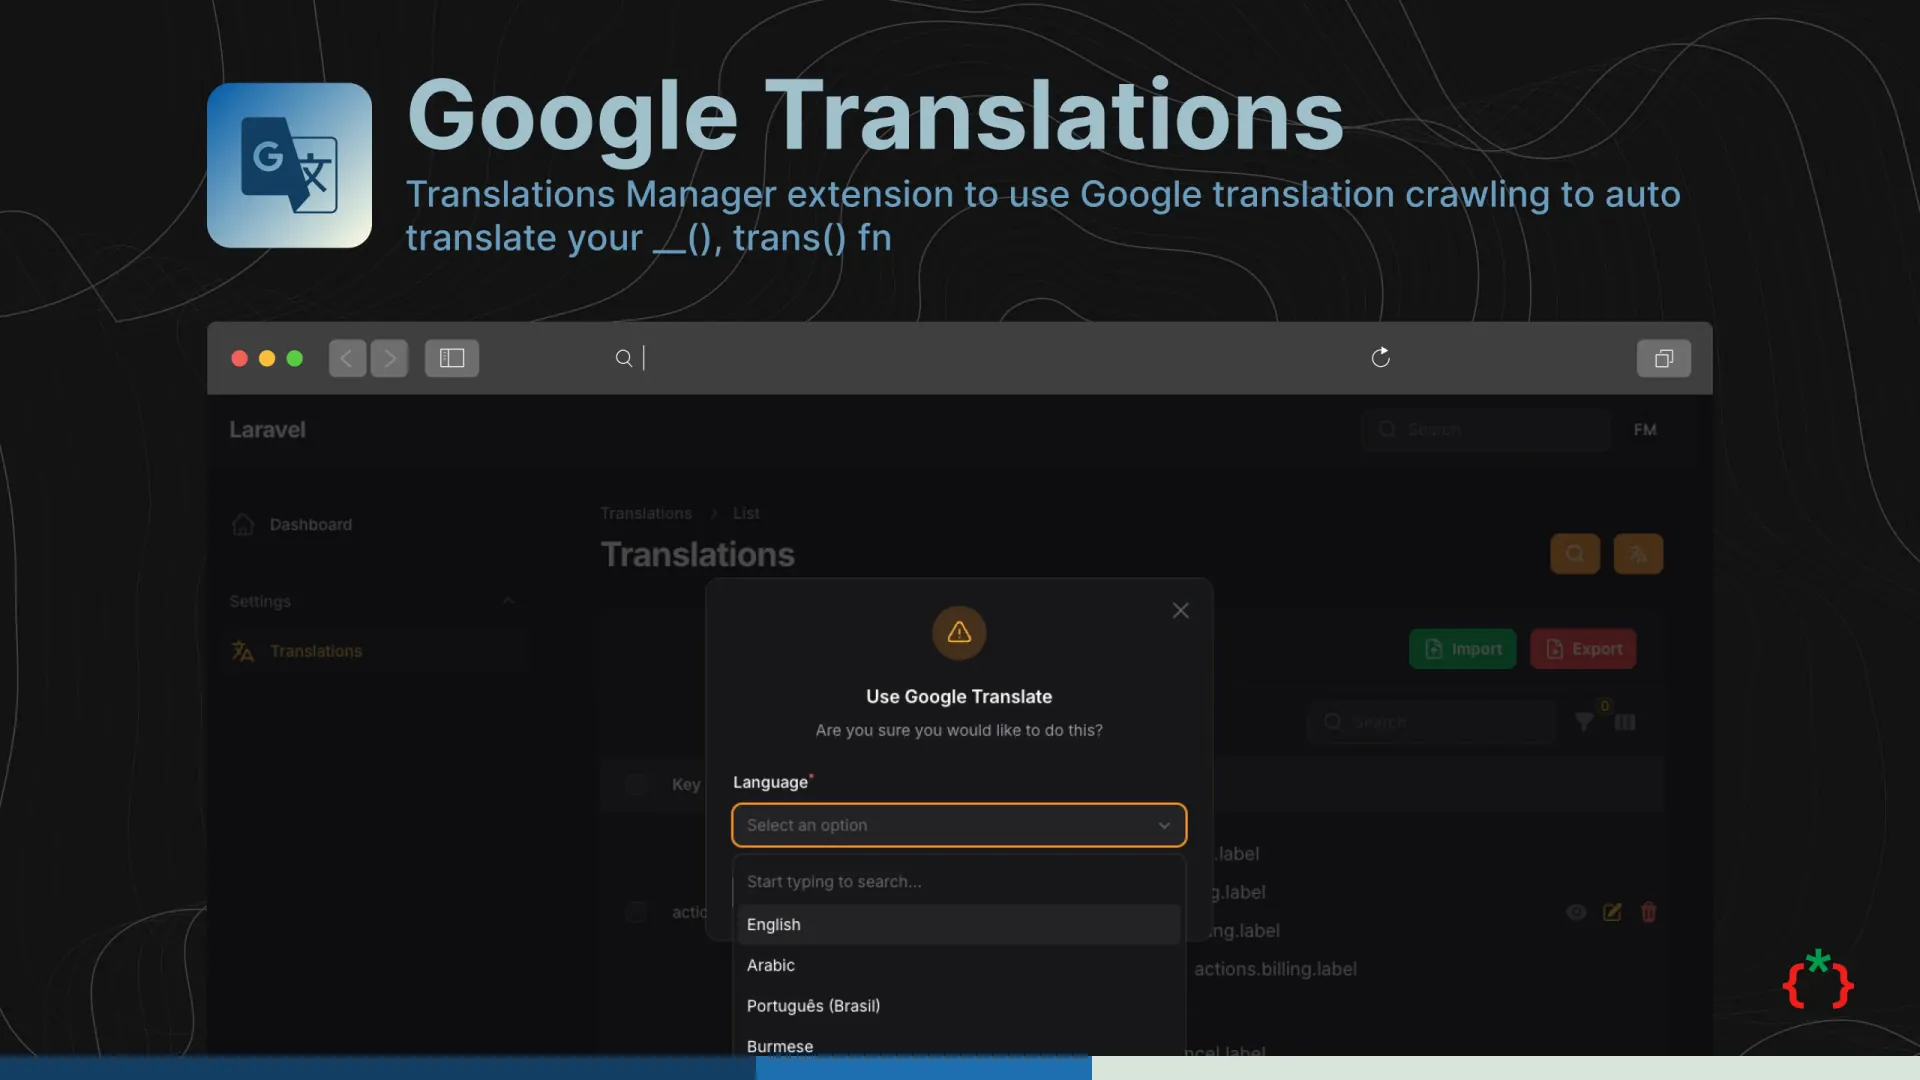 Google Translations
Translations Manager extension to use Google translation crawling to auto
translate your __(), trans() fn
Laravel
Search
FM
Dashboard
Translations > List
Translations
Settings
Translations
Import
Export
Use Google Translate
Are you sure you would like to do this?
Search
0
Language*
Key
Select an option
.label
Start typing to search...
g.label
actio
English
ng.label
Arabic
actions.billing.label
Português (Brasil)
Burmese
ncel.label
{*}